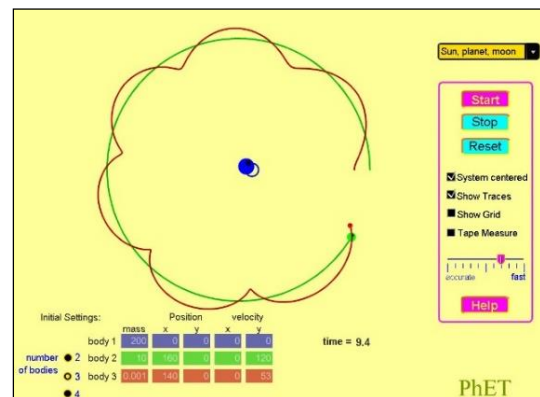 Sun, planet, moon
Start
Stop
Reset
System centered
Show Traces
Show Grid
Tape Measure
accurate fast
Help
Initial Settings: Position velocity
mass x y x y
body 1 200 0 0 0 0
number of bodies 2 body 2 10 160 0 0 120
3 body 3 0.001 140 0 0 53
4
time = 9.4
PhET